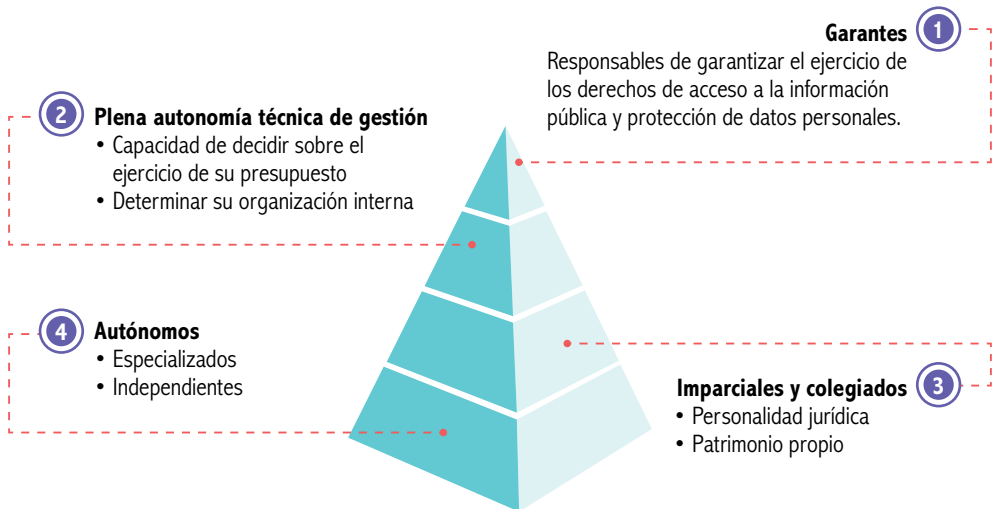 1
Garantes
Responsables de garantizar el ejercicio de
los derechos de acceso a la información
pública y protección de datos personales.
2
Plena autonomía técnica de gestión
• Capacidad de decidir sobre el
ejercicio de su presupuesto
• Determinar su organización interna
3
Imparciales y colegiados
• Personalidad jurídica
• Patrimonio propio
4
Autónomos
• Especializados
• Independientes